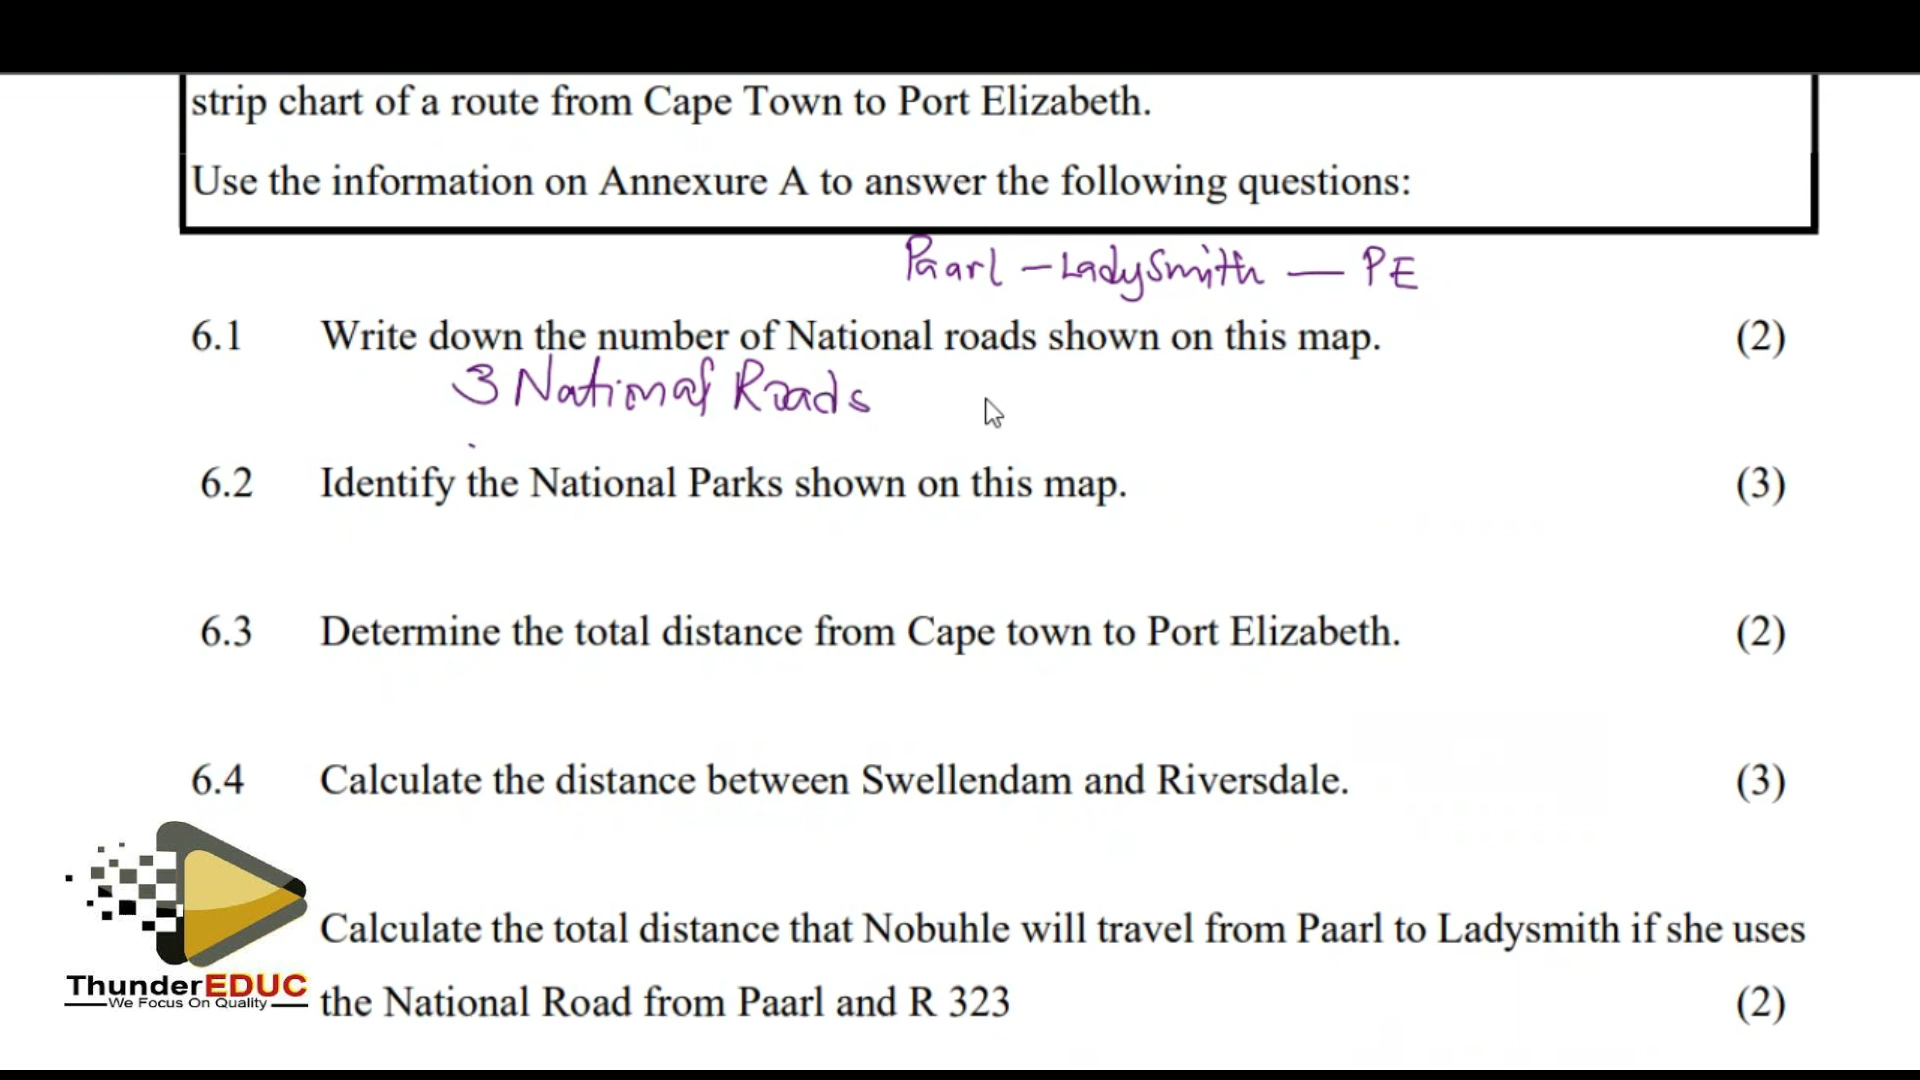 strip chart of a route from Cape Town to Port Elizabeth.
Use the information on Annexure A to answer the following questions:
Paarl – Ladysmith — PE
6.1 Write down the number of National roads shown on this map. (2)
3 National Roads
6.2 Identify the National Parks shown on this map. (3)
6.3 Determine the total distance from Cape town to Port Elizabeth. (2)
6.4 Calculate the distance between Swellendam and Riversdale. (3)
Calculate the total distance that Nobuhle will travel from Paarl to Ladysmith if she uses
the National Road from Paarl and R 323 (2)
ThunderEDUC
We Focus On Quality